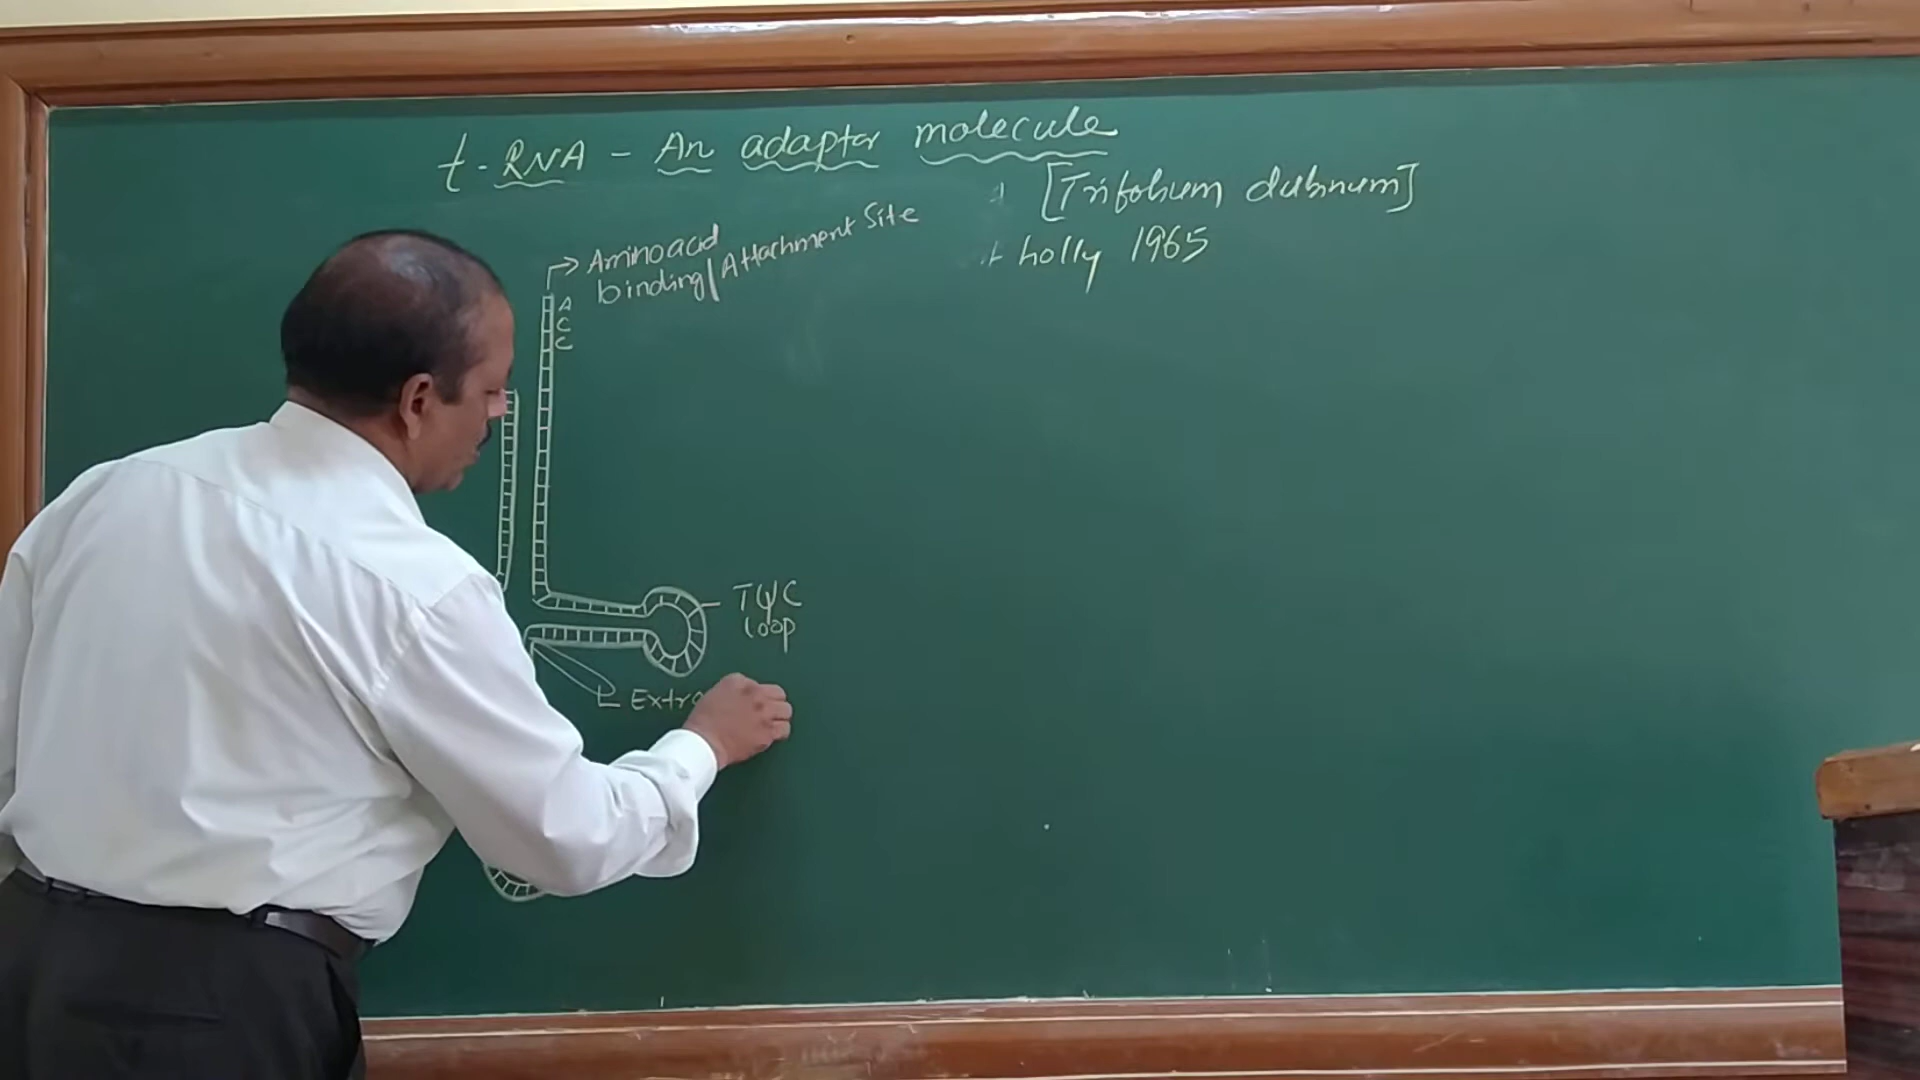 t-RNA - An adaptor molecule
[Trifolium dubnum]
holly 1965
Aminoacid
binding/Attachment Site
A
C
C
TψC
loop
Extra